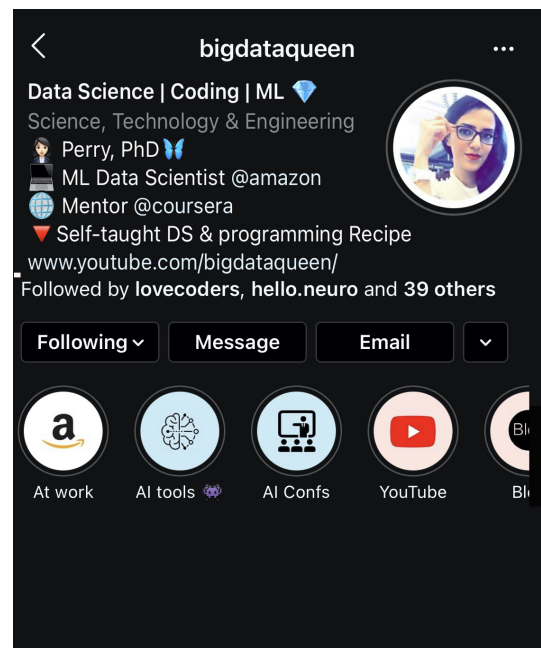 bigdataqueen
Data Science | Coding | ML 💎
Science, Technology & Engineering
👩🏻‍💼 Perry, PhD🦋
💻 ML Data Scientist @amazon
🌐 Mentor @coursera
🔻Self-taught DS & programming Recipe
www.youtube.com/bigdataqueen/
Followed by lovecoders, hello.neuro and 39 others
Following Message Email
a
At work AI tools 👾 AI Confs YouTube